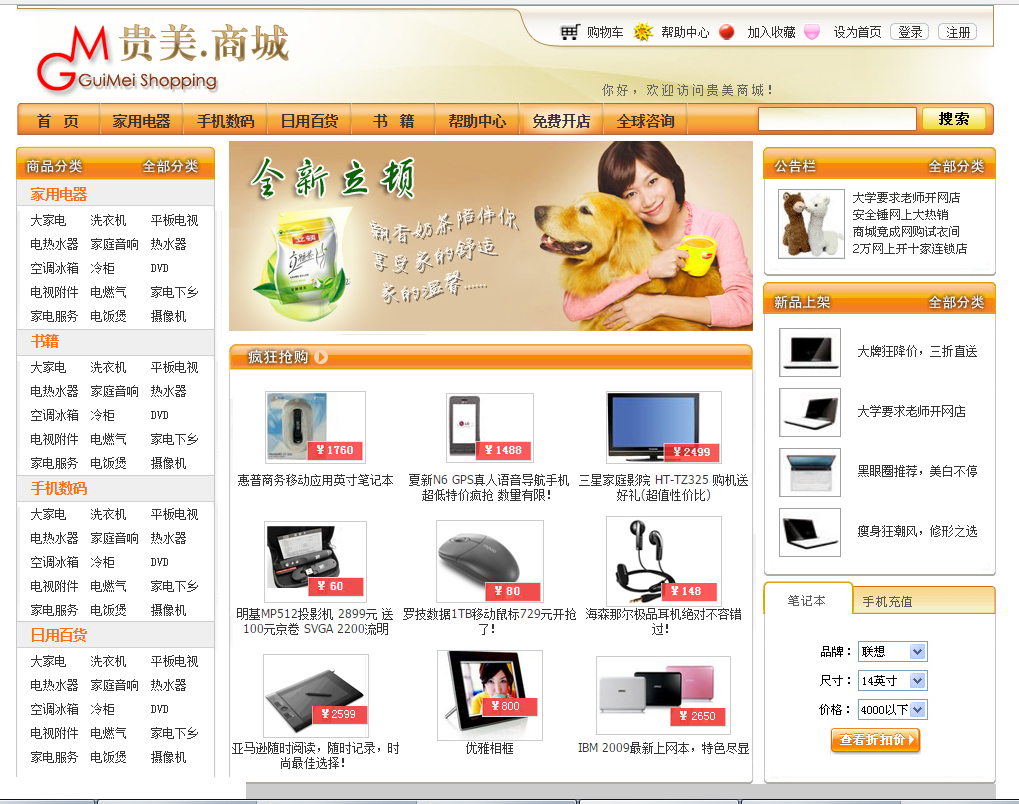 贵美.商城
GuiMei Shopping
购物车 帮助中心 加入收藏 设为首页 登录 注册
你好，欢迎访问贵美商城！
首 页 家用电器 手机数码 日用百货 书 籍 帮助中心 免费开店 全球咨询 搜索
商品分类 全部分类
家用电器
大家电 洗衣机 平板电视
电热水器 家庭音响 热水器
空调冰箱 冷柜 DVD
电视附件 电燃气 家电下乡
家电服务 电饭煲 摄像机
书籍
大家电 洗衣机 平板电视
电热水器 家庭音响 热水器
空调冰箱 冷柜 DVD
电视附件 电燃气 家电下乡
家电服务 电饭煲 摄像机
手机数码
大家电 洗衣机 平板电视
电热水器 家庭音响 热水器
空调冰箱 冷柜 DVD
电视附件 电燃气 家电下乡
家电服务 电饭煲 摄像机
日用百货
大家电 洗衣机 平板电视
电热水器 家庭音响 热水器
空调冰箱 冷柜 DVD
电视附件 电燃气 家电下乡
家电服务 电饭煲 摄像机
全新立顿
飘香奶茶陪伴你
享受家的舒适
家的温馨……
立顿
疯狂抢购
¥1760
惠普商务移动应用英寸笔记本
LG
¥1488
夏新N6 GPS真人语音导航手机
超低特价疯抢 数量有限！
¥2499
三星家庭影院 HT-TZ325 购机送
好礼(超值性价比)
¥ 60
明基MP512投影机 2899元 送
100元京卷 SVGA 2200流明
¥ 80
罗技数据1TB移动鼠标729元开抢
了！
¥148
海森那尔极品耳机绝对不容错
过！
¥2599
亚马逊随时阅读，随时记录，时
尚最佳选择！
¥800
优雅相框
¥ 2650
IBM 2009最新上网本，特色尽显
公告栏 全部分类
大学要求老师开网店
安全锤网上大热销
商城竟成网购试衣间
2万网上开十家连锁店
新品上架 全部分类
大牌狂降价，三折直送
大学要求老师开网店
黑眼圈推荐，美白不停
瘦身狂潮风，修形之选
笔记本 手机充值
品牌： 联想
尺寸： 14英寸
价格： 4000以下
查看折扣价